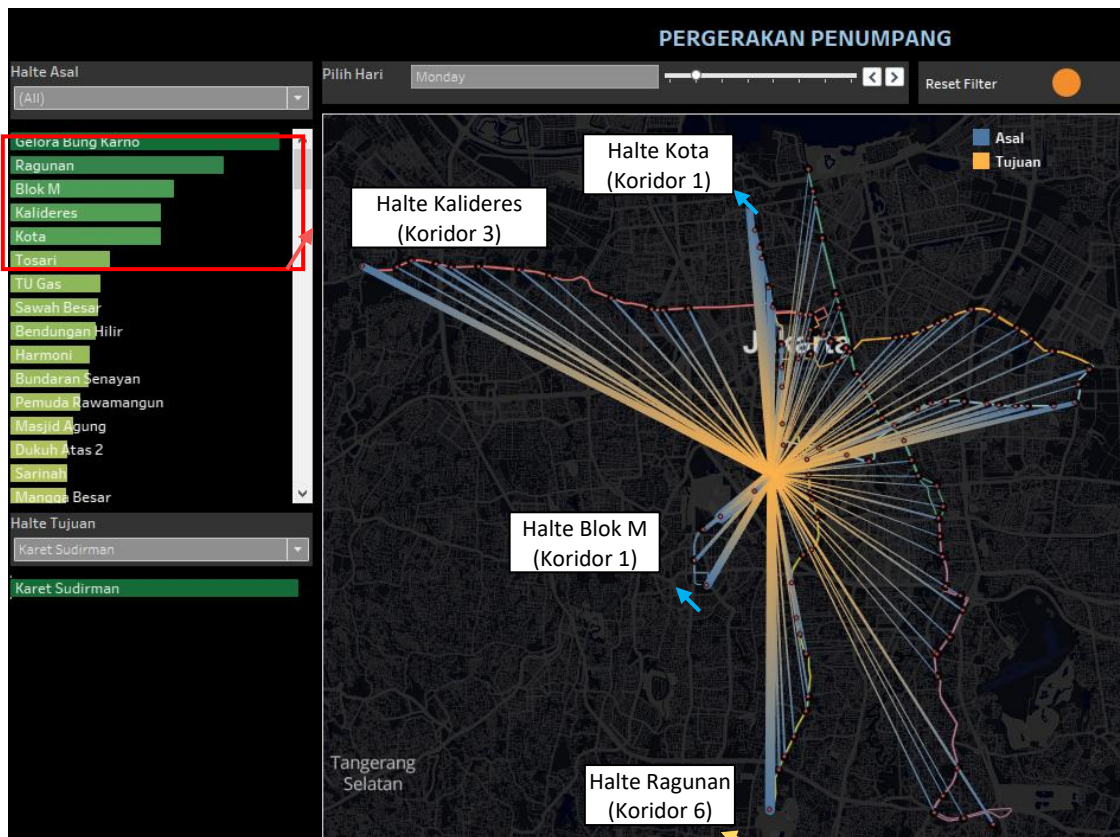 PERGERAKAN PENUMPANG
Halte Asal
(All)
Pilih Hari
Monday
Reset Filter
Gelora Bung Karno
Ragunan
Blok M
Kalideres
Kota
Tosari
TU Gas
Sawah Besar
Bendungan Hilir
Harmoni
Bundaran Senayan
Pemuda Rawamangun
Masjid Agung
Dukuh Atas 2
Sarinah
Mangga Besar
Halte Tujuan
Karet Sudirman
Karet Sudirman
Asal
Tujuan
Halte Kota
(Koridor 1)
Halte Kalideres
(Koridor 3)
Jakarta
Halte Blok M
(Koridor 1)
Tangerang
Selatan
Halte Ragunan
(Koridor 6)